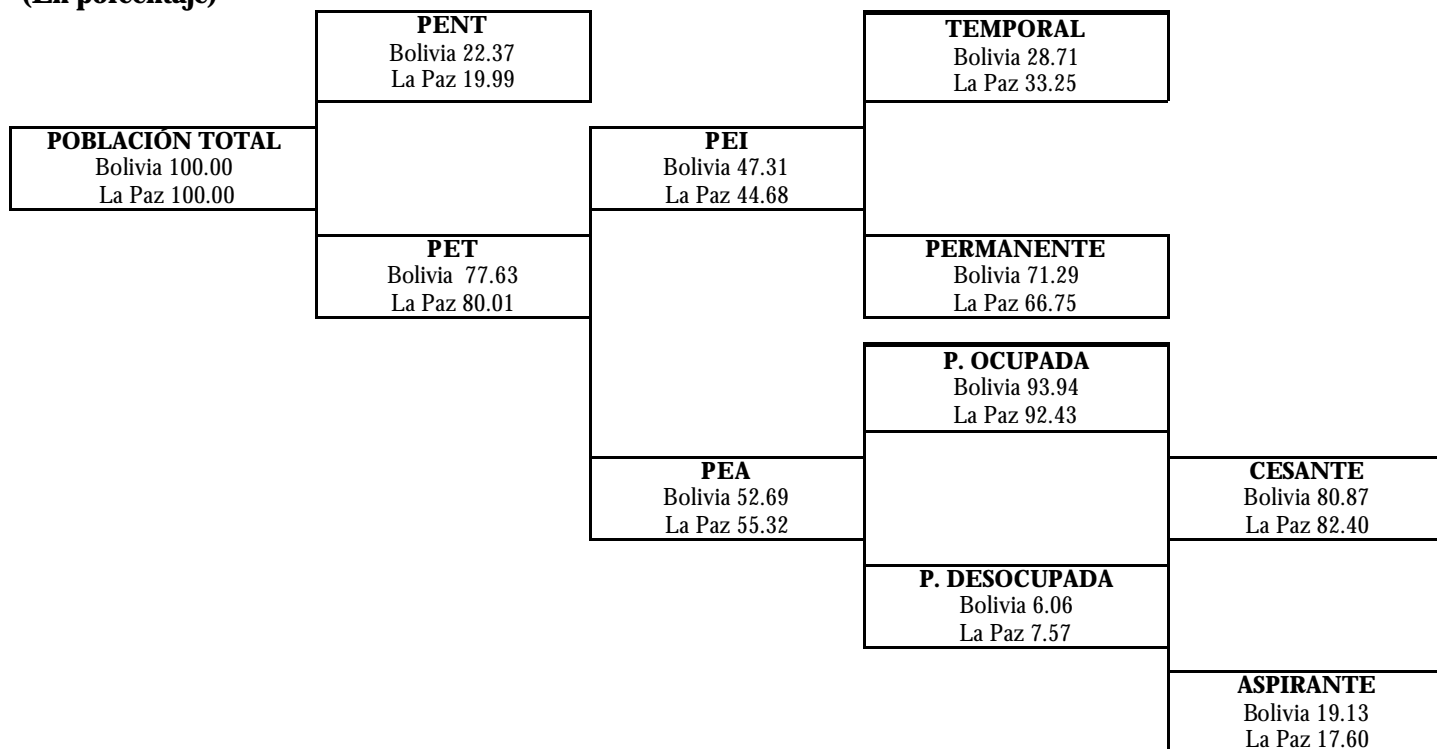 (En porcentaje)
PENT
Bolivia 22.37
La Paz 19.99
TEMPORAL
Bolivia 28.71
La Paz 33.25
POBLACIÓN TOTAL
Bolivia 100.00
La Paz 100.00
PEI
Bolivia 47.31
La Paz 44.68
PET
Bolivia 77.63
La Paz 80.01
PERMANENTE
Bolivia 71.29
La Paz 66.75
P. OCUPADA
Bolivia 93.94
La Paz 92.43
PEA
Bolivia 52.69
La Paz 55.32
CESANTE
Bolivia 80.87
La Paz 82.40
P. DESOCUPADA
Bolivia 6.06
La Paz 7.57
ASPIRANTE
Bolivia 19.13
La Paz 17.60